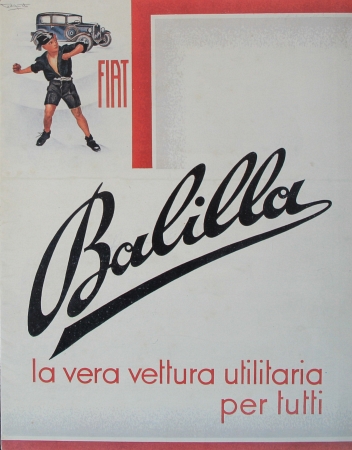 FIAT
Balilla
la vera vettura utilitaria
per tutti